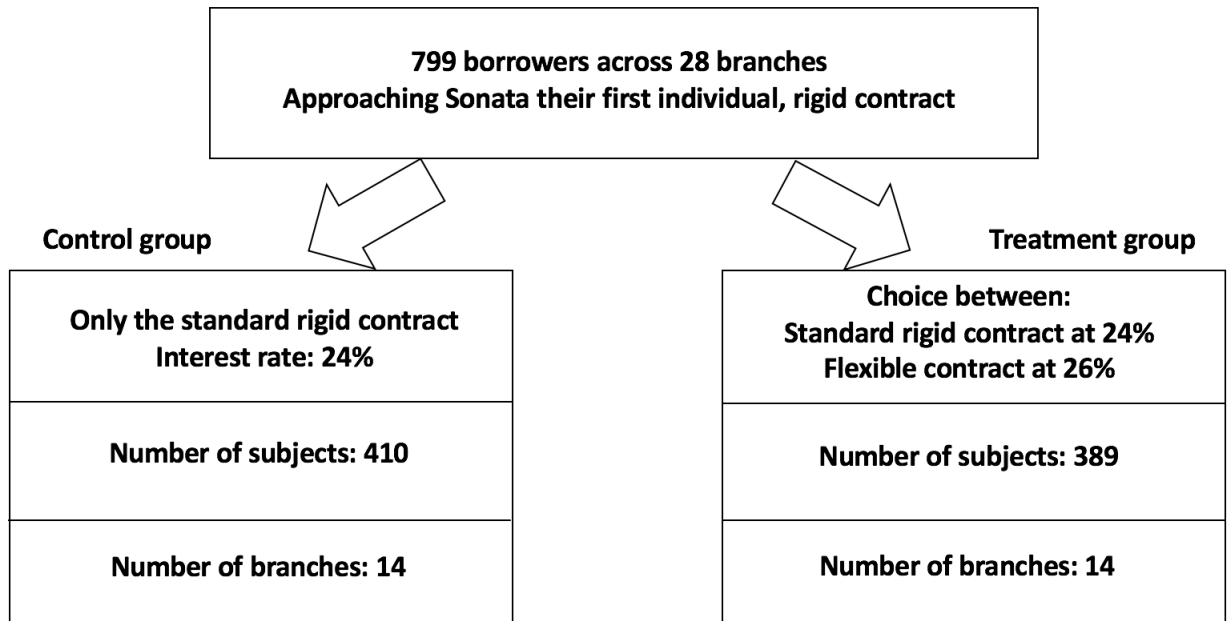 799 borrowers across 28 branches
Approaching Sonata their first individual, rigid contract
Control group
Only the standard rigid contract
Interest rate: 24%
Number of subjects: 410
Number of branches: 14
Treatment group
Choice between:
Standard rigid contract at 24%
Flexible contract at 26%
Number of subjects: 389
Number of branches: 14